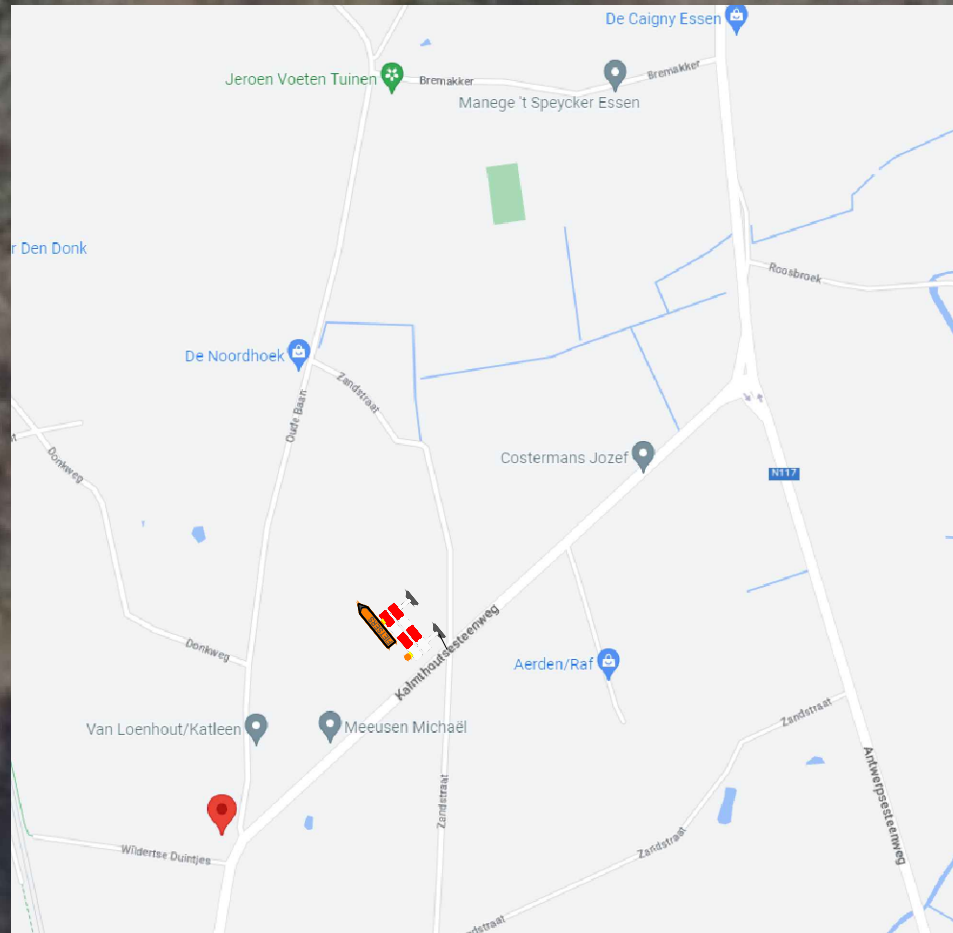 De Caigny Essen
Jeroen Voeten Tuinen
Bremakker
Bremakker
Manege 't Speycker Essen
r Den Donk
Roosbroek
De Noordhoek
Zandstraat
Oude Baan
Costermans Jozef
N117
Donkweg
Kalmthoutsesteenweg
Donkweg
Aerden/Raf
Zandstraat
Van Loenhout/Katleen
Meeusen Michaël
Zandstraat
Antwerpsesteenweg
Wildertse Duintjes
Zandstraat
ndstraat